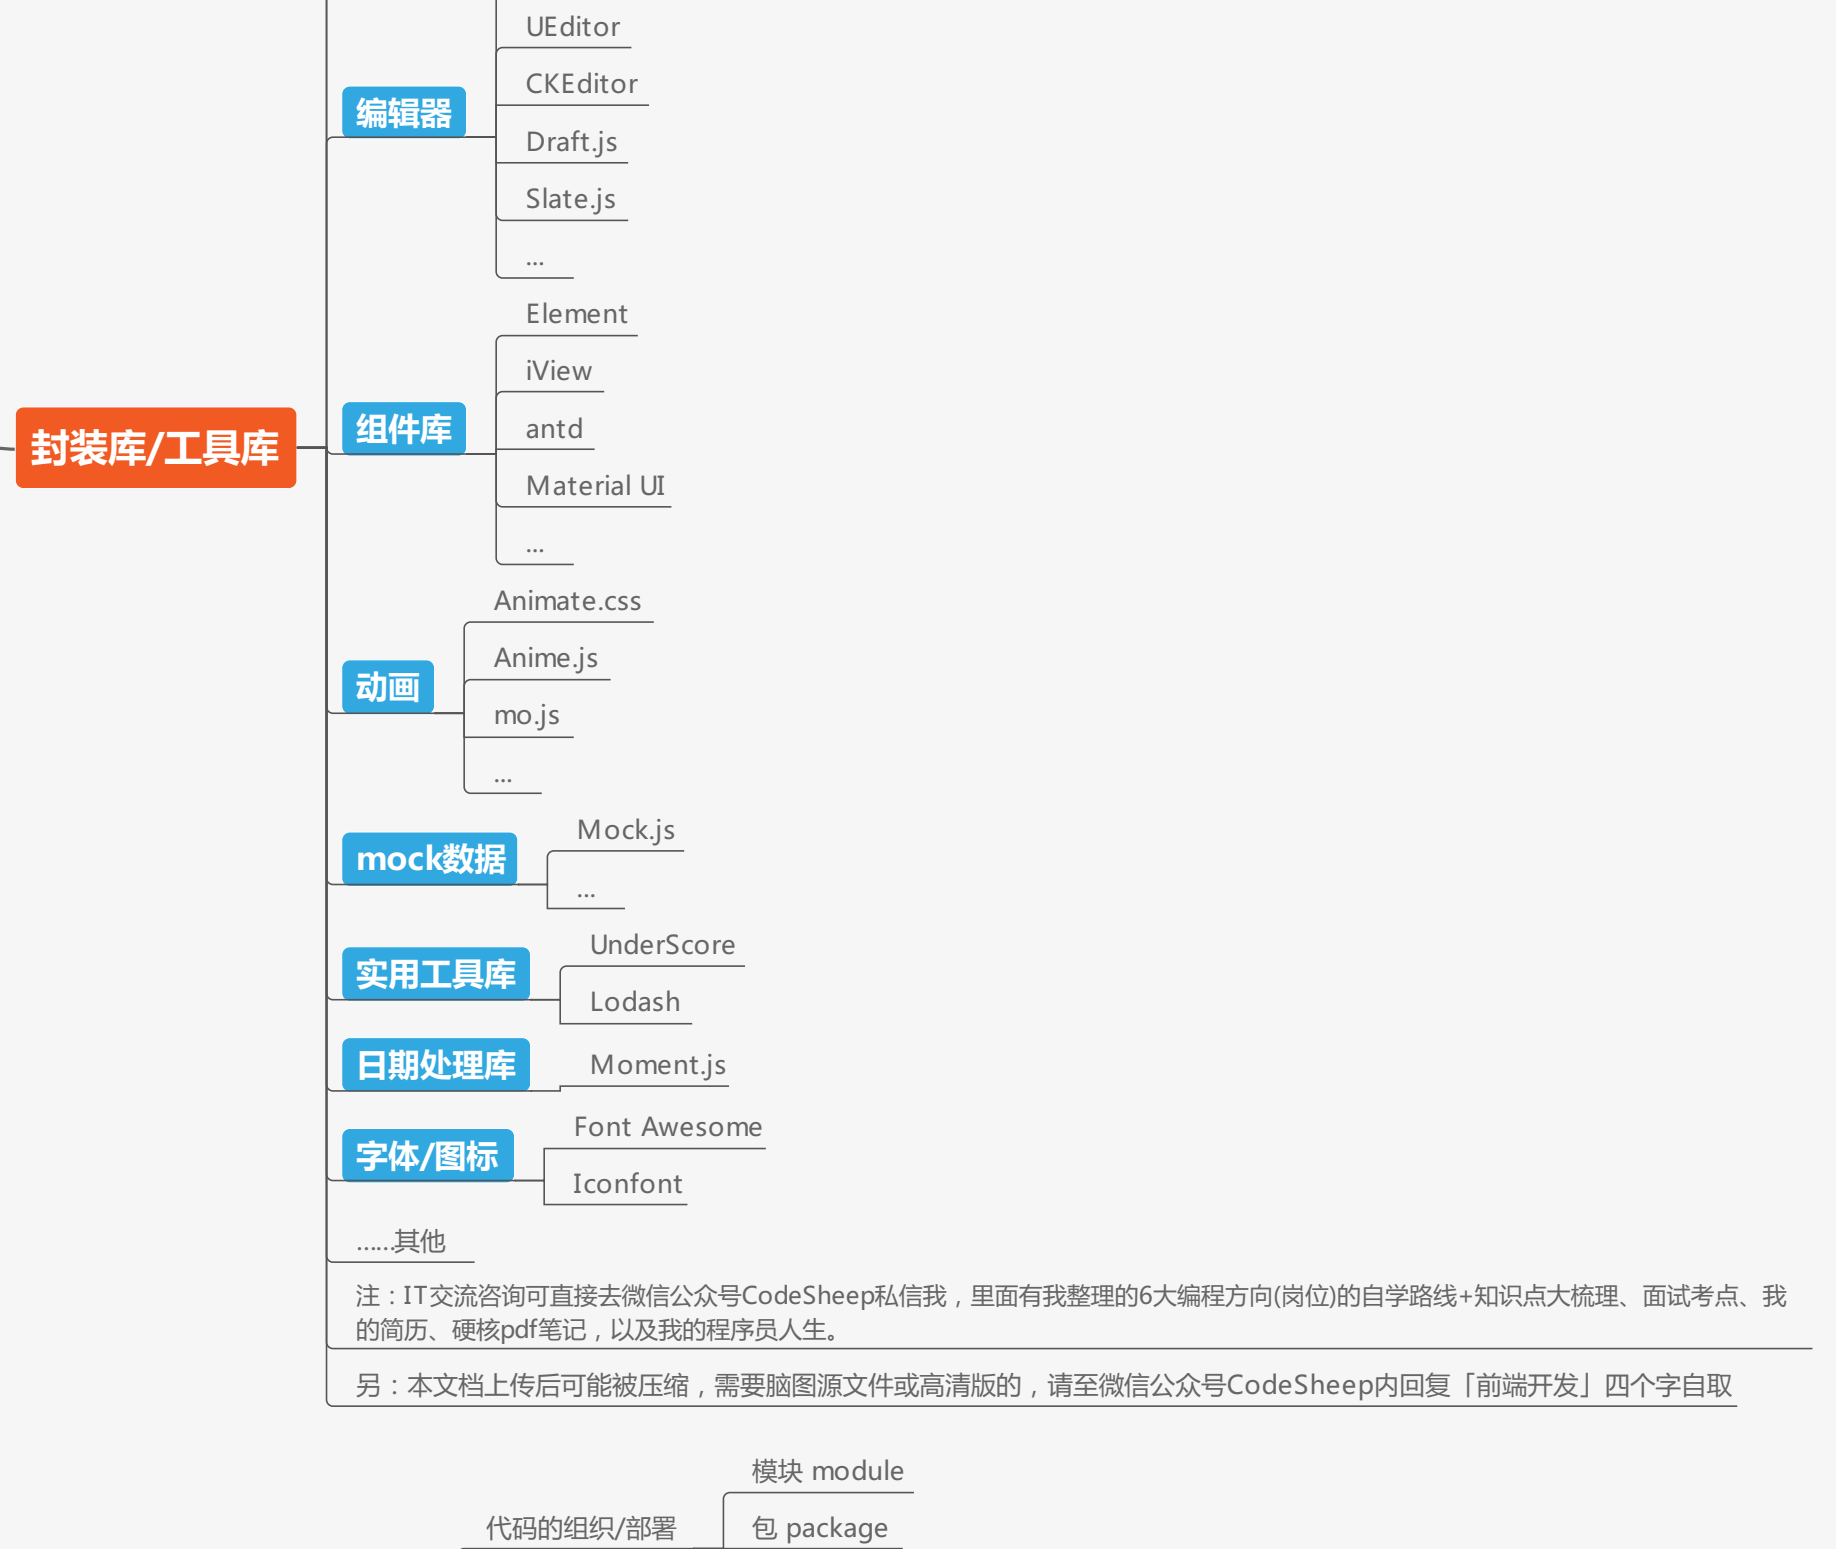 UEditor
CKEditor
编辑器
Draft.js
Slate.js
...
Element
iView
组件库
antd
封装库/工具库
Material UI
...
Animate.css
Anime.js
动画
mo.js
...
Mock.js
mock数据
...
UnderScore
实用工具库
Lodash
日期处理库
Moment.js
Font Awesome
字体/图标
Iconfont
……其他
注：IT交流咨询可直接去微信公众号CodeSheep私信我，里面有我整理的6大编程方向(岗位)的自学路线+知识点大梳理、面试考点、我
的简历、硬核pdf笔记，以及我的程序员人生。
另：本文档上传后可能被压缩，需要脑图源文件或高清版的，请至微信公众号CodeSheep内回复「前端开发」四个字自取
模块 module
代码的组织/部署
包 package